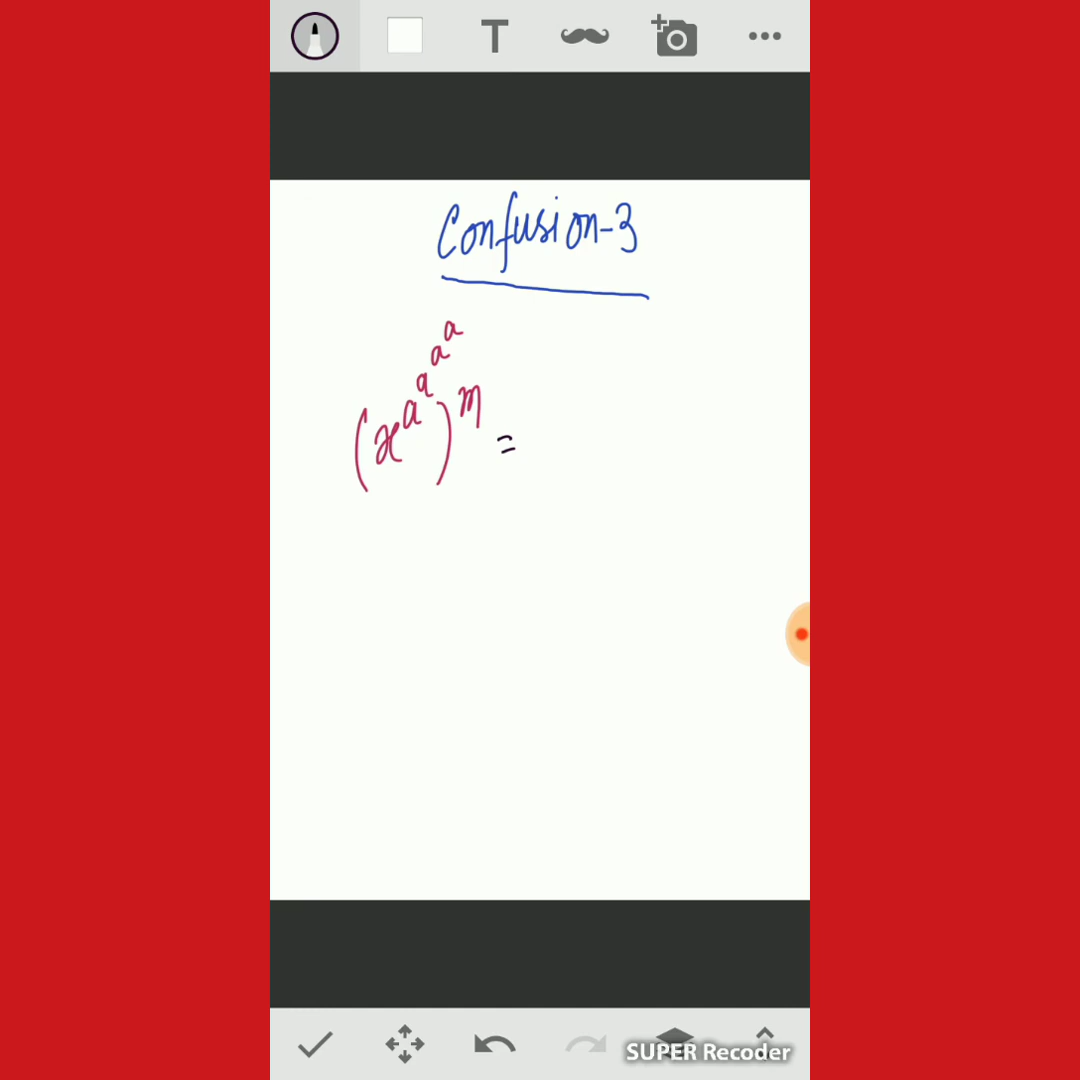 T
Confusion-3
(x^a^a^a^a)^m =
SUPER Recoder